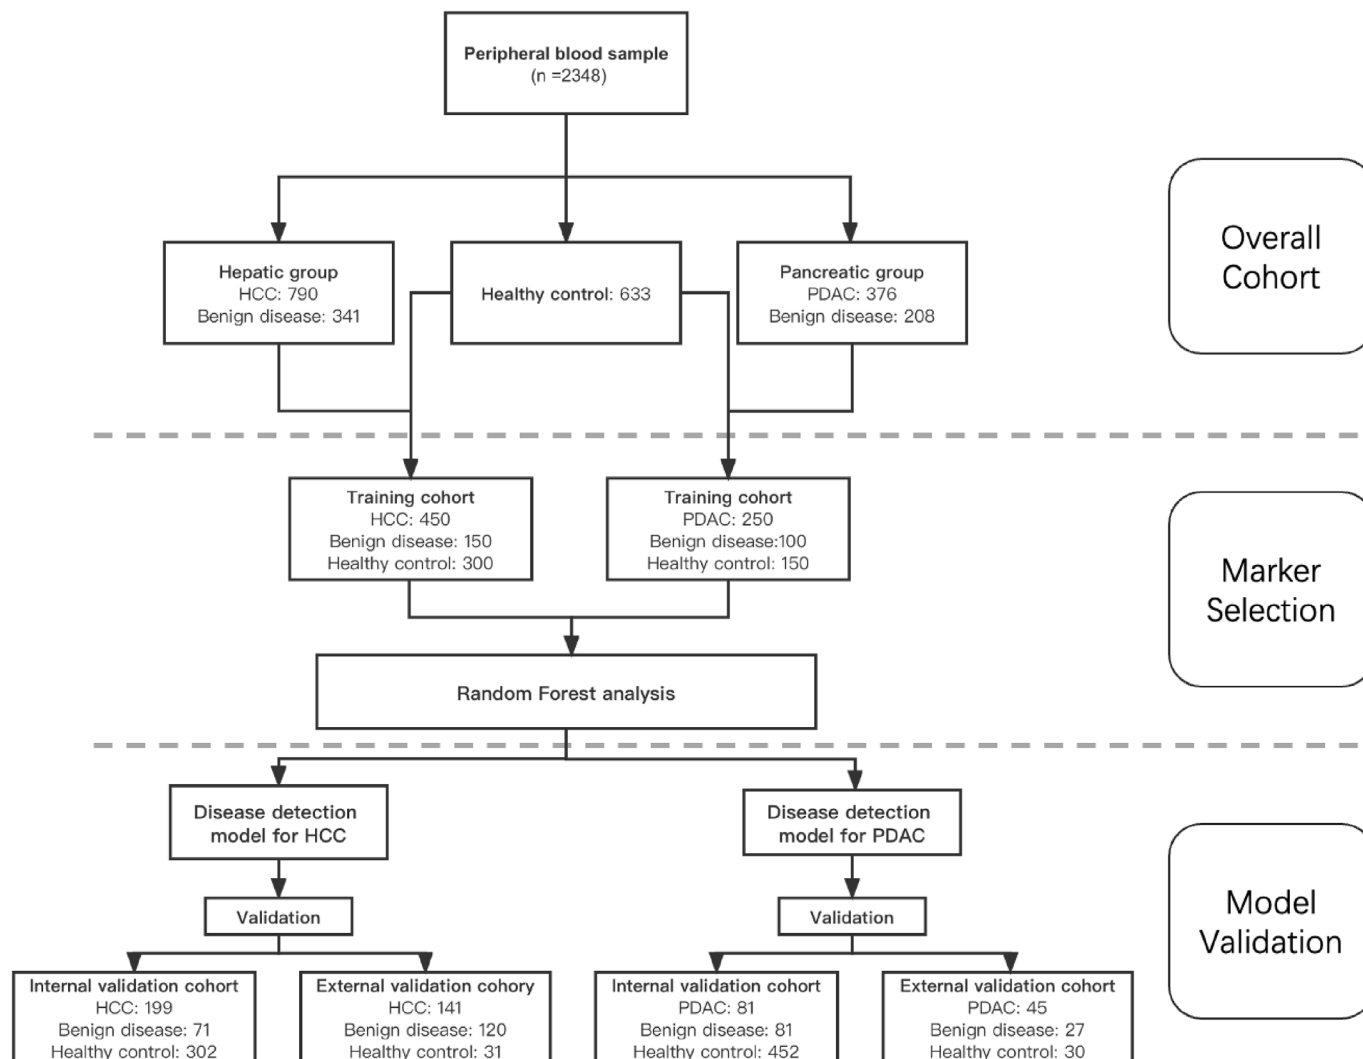 Peripheral blood sample
(n =2348)
Hepatic group
HCC: 790
Benign disease: 341
Healthy control: 633
Pancreatic group
PDAC: 376
Benign disease: 208
Overall
Cohort
Training cohort
HCC: 450
Benign disease: 150
Healthy control: 300
Training cohort
PDAC: 250
Benign disease:100
Healthy control: 150
Marker
Selection
Random Forest analysis
Disease detection
model for HCC
Disease detection
model for PDAC
Validation
Validation
Model
Validation
Internal validation cohort
HCC: 199
Benign disease: 71
Healthy control: 302
External validation cohory
HCC: 141
Benign disease: 120
Healthy control: 31
Internal validation cohort
PDAC: 81
Benign disease: 81
Healthy control: 452
External validation cohort
PDAC: 45
Benign disease: 27
Healthy control: 30